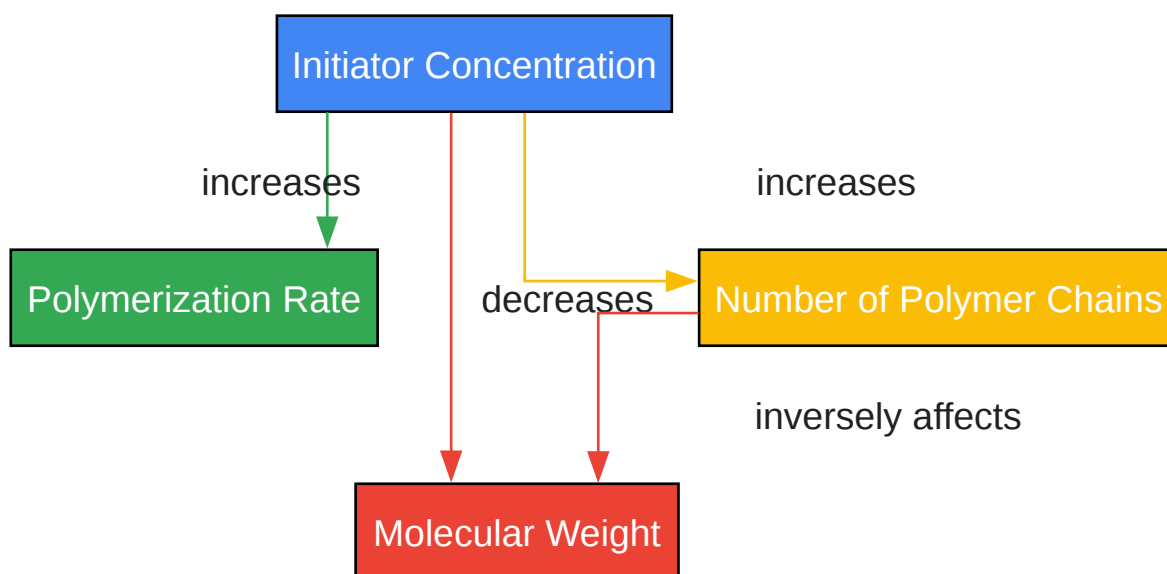 Initiator Concentration
increases
increases
Polymerization Rate
decreases
Number of Polymer Chains
inversely affects
Molecular Weight